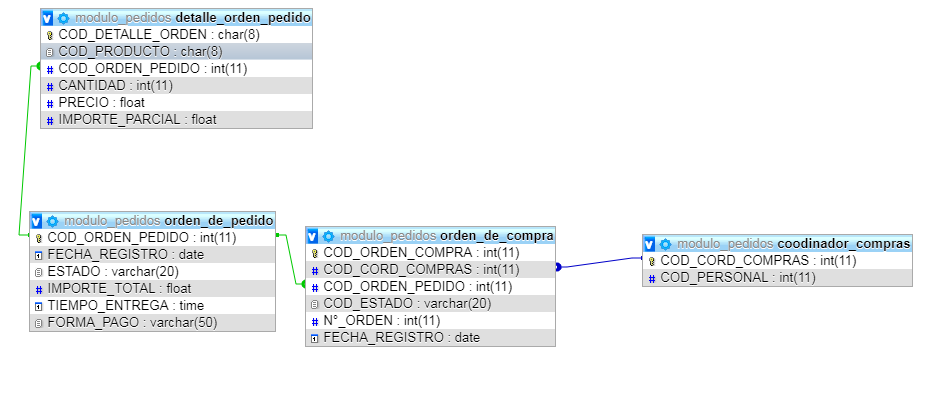 modulo_pedidos detalle_orden_pedido
COD_DETALLE_ORDEN : char(8)
COD_PRODUCTO : char(8)
# COD_ORDEN_PEDIDO : int(11)
# CANTIDAD : int(11)
# PRECIO : float
# IMPORTE_PARCIAL : float
v modulo_pedidos orden_de_pedido
COD_ORDEN_PEDIDO : int(11)
FECHA_REGISTRO : date
ESTADO : varchar(20)
# IMPORTE_TOTAL : float
TIEMPO_ENTREGA : time
FORMA_PAGO : varchar(50)
v modulo_pedidos orden_de_compra
COD_ORDEN_COMPRA : int(11)
# COD_CORD_COMPRAS : int(11)
# COD_ORDEN_PEDIDO : int(11)
COD_ESTADO : varchar(20)
# N°_ORDEN : int(11)
FECHA_REGISTRO : date
v modulo_pedidos coodinador_compras
COD_CORD_COMPRAS : int(11)
# COD_PERSONAL : int(11)